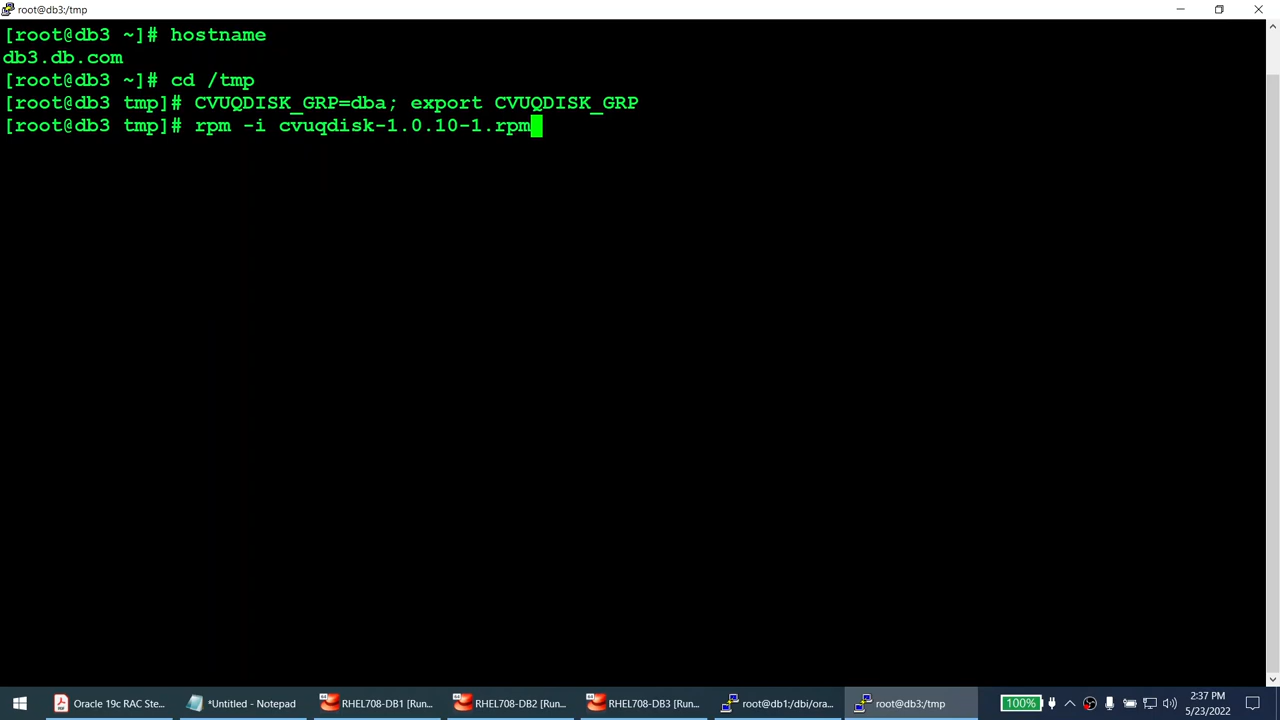 root@db3:/tmp
[root@db3 ~]# hostname
db3.db.com
[root@db3 ~]# cd /tmp
[root@db3 tmp]# CVUQDISK_GRP=dba; export CVUQDISK_GRP
[root@db3 tmp]# rpm -i cvuqdisk-1.0.10-1.rpm
Oracle 19c RAC Ste...
*Untitled - Notepad
RHEL708-DB1 [Run...
RHEL708-DB2 [Run...
RHEL708-DB3 [Run...
root@db1:/dbi/ora...
root@db3:/tmp
100%
2:37 PM
5/23/2022